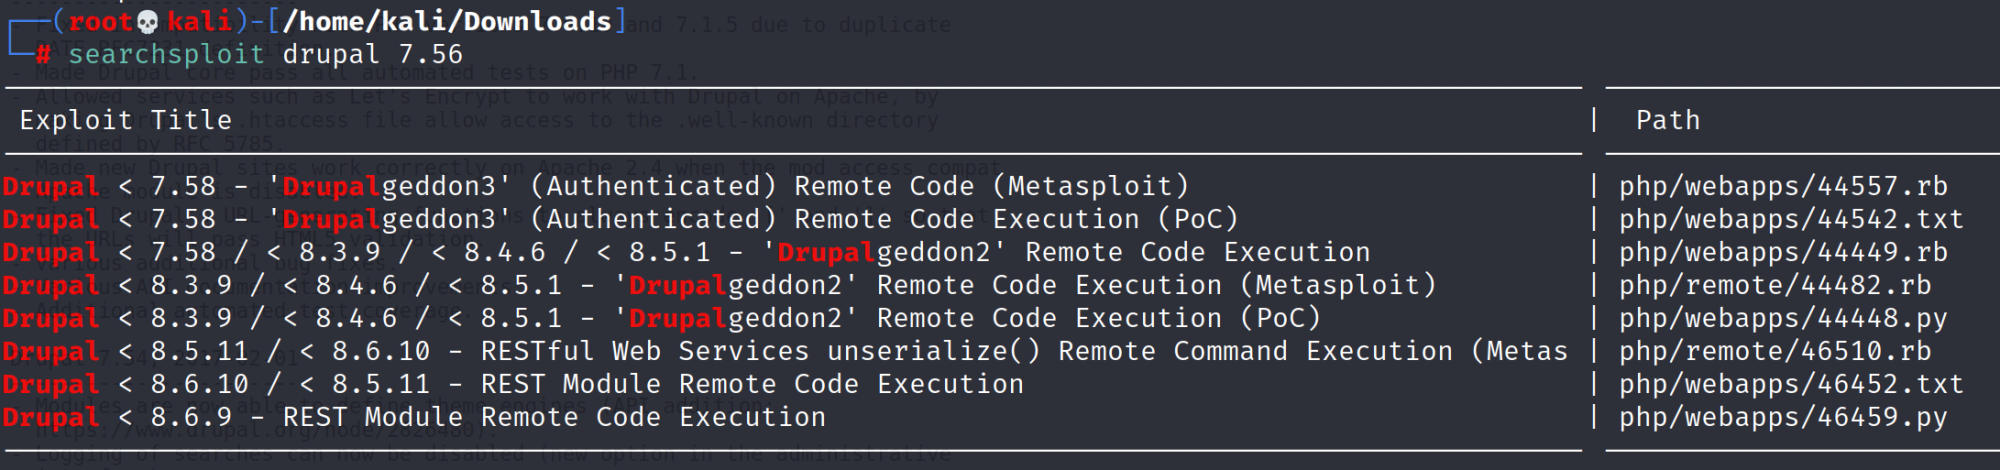 (root💀kali)-[/home/kali/Downloads]
# searchsploit drupal 7.56
Exploit Title | Path
Drupal < 7.58 - 'Drupalgeddon3' (Authenticated) Remote Code (Metasploit) | php/webapps/44557.rb
Drupal < 7.58 - 'Drupalgeddon3' (Authenticated) Remote Code Execution (PoC) | php/webapps/44542.txt
Drupal < 7.58 / < 8.3.9 / < 8.4.6 / < 8.5.1 - 'Drupalgeddon2' Remote Code Execution | php/webapps/44449.rb
Drupal < 8.3.9 / < 8.4.6 / < 8.5.1 - 'Drupalgeddon2' Remote Code Execution (Metasploit) | php/remote/44482.rb
Drupal < 8.3.9 / < 8.4.6 / < 8.5.1 - 'Drupalgeddon2' Remote Code Execution (PoC) | php/webapps/44448.py
Drupal < 8.5.11 / < 8.6.10 - RESTful Web Services unserialize() Remote Command Execution (Metas | php/remote/46510.rb
Drupal < 8.6.10 / < 8.5.11 - REST Module Remote Code Execution | php/webapps/46452.txt
Drupal < 8.6.9 - REST Module Remote Code Execution | php/webapps/46459.py